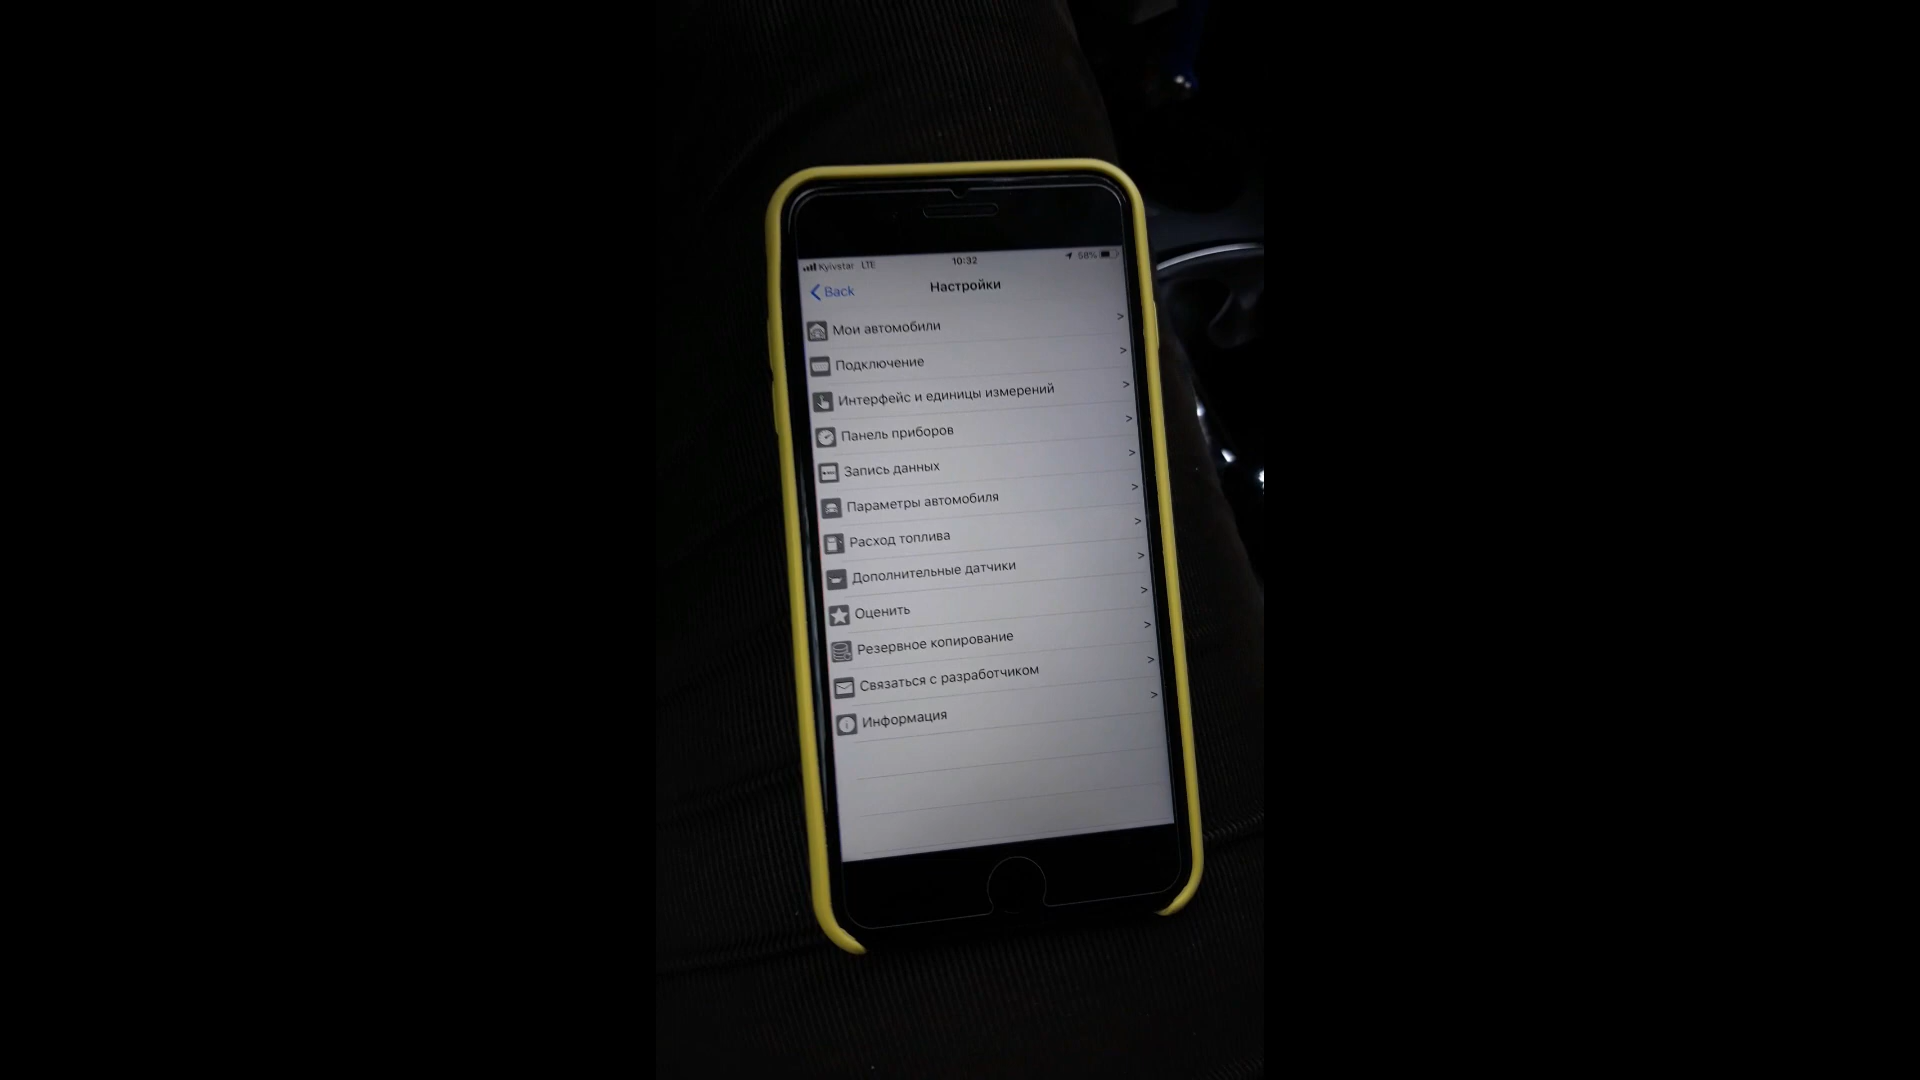 Kyivstar LTE 10:32 58%
Back Настройки
Мои автомобили >
Подключение >
Интерфейс и единицы измерений >
Панель приборов >
Запись данных >
Параметры автомобиля >
Расход топлива >
Дополнительные датчики >
Оценить >
Резервное копирование >
Связаться с разработчиком >
Информация >